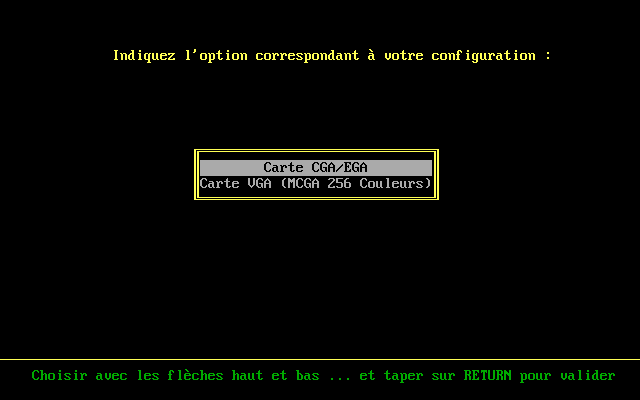 Indiquez l'option correspondant à votre configuration :
Carte CGA/EGA
Carte VGA (MCGA 256 Couleurs)
Choisir avec les flèches haut et bas ... et taper sur RETURN pour valider